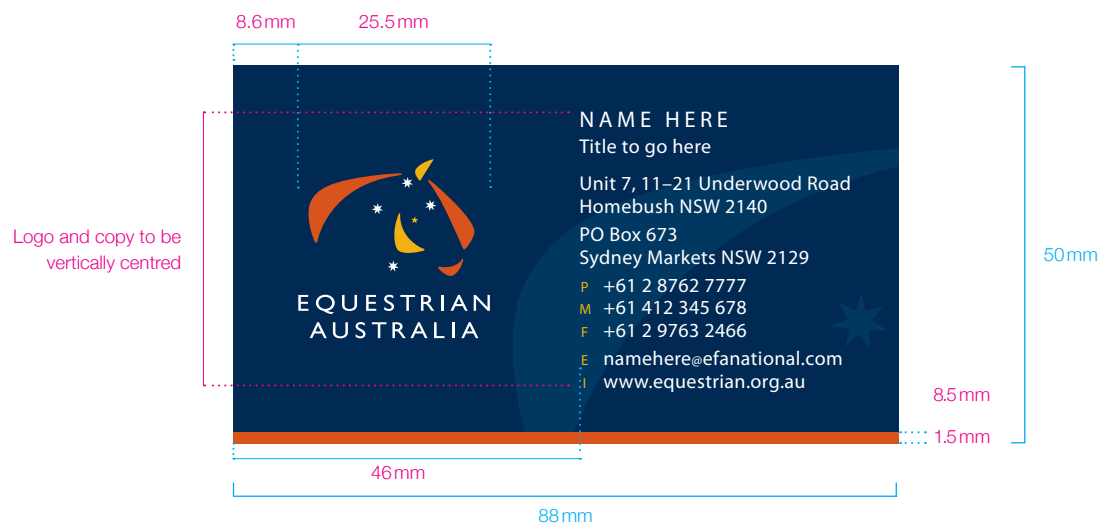 8.6mm 25.5mm
NAME HERE
Title to go here
Unit 7, 11–21 Underwood Road
Homebush NSW 2140
PO Box 673
Sydney Markets NSW 2129
P +61 2 8762 7777
M +61 412 345 678
F +61 2 9763 2466
E namehere@efanational.com
I www.equestrian.org.au
EQUESTRIAN
AUSTRALIA
Logo and copy to be
vertically centred
50mm
8.5mm
1.5mm
46mm
88mm